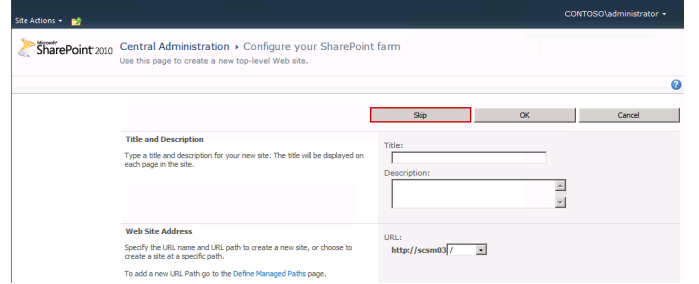 Site Actions
CONTOSO\administrator
Microsoft
SharePoint 2010
Central Administration Configure your SharePoint farm
Use this page to create a new top-level Web site.
Skip OK Cancel
Title and Description
Type a title and description for your new site. The title will be displayed on
each page in the site.
Title:
Description:
Web Site Address
Specify the URL name and URL path to create a new site, or choose to
create a site at a specific path.
To add a new URL Path go to the Define Managed Paths page.
URL:
http://scsm03 /